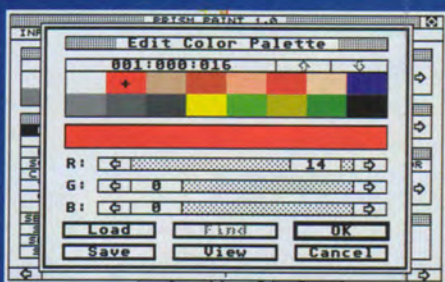 PRISM PAINT 1.0
Edit Color Palette
001:000:016
R: 14
G: 0
B: 0
Load Find OK
Save View Cancel